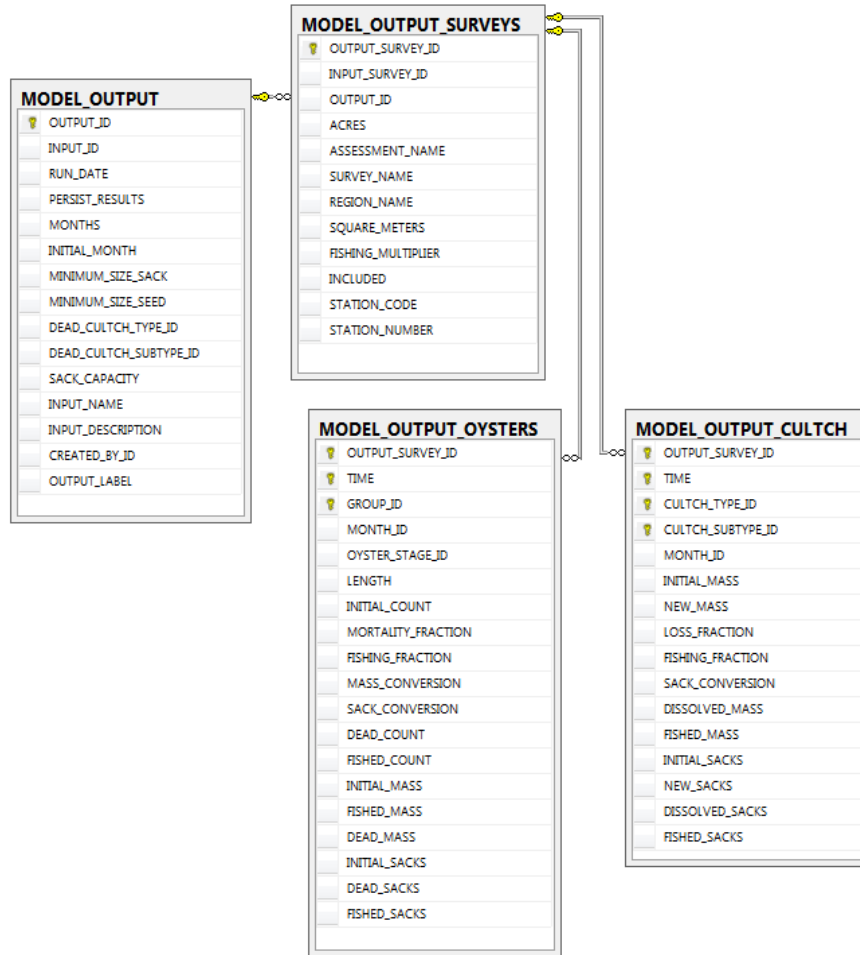 MODEL_OUTPUT
OUTPUT_ID
INPUT_ID
RUN_DATE
PERSIST_RESULTS
MONTHS
INITIAL_MONTH
MINIMUM_SIZE_SACK
MINIMUM_SIZE_SEED
DEAD_CULTCH_TYPE_ID
DEAD_CULTCH_SUBTYPE_ID
SACK_CAPACITY
INPUT_NAME
INPUT_DESCRIPTION
CREATED_BY_ID
OUTPUT_LABEL
MODEL_OUTPUT_SURVEYS
OUTPUT_SURVEY_ID
INPUT_SURVEY_ID
OUTPUT_ID
ACRES
ASSESSMENT_NAME
SURVEY_NAME
REGION_NAME
SQUARE_METERS
FISHING_MULTIPLIER
INCLUDED
STATION_CODE
STATION_NUMBER
MODEL_OUTPUT_OYSTERS
OUTPUT_SURVEY_ID
TIME
GROUP_ID
MONTH_ID
OYSTER_STAGE_ID
LENGTH
INITIAL_COUNT
MORTALITY_FRACTION
FISHING_FRACTION
MASS_CONVERSION
SACK_CONVERSION
DEAD_COUNT
FISHED_COUNT
INITIAL_MASS
FISHED_MASS
DEAD_MASS
INITIAL_SACKS
DEAD_SACKS
FISHED_SACKS
MODEL_OUTPUT_CULTCH
OUTPUT_SURVEY_ID
TIME
CULTCH_TYPE_ID
CULTCH_SUBTYPE_ID
MONTH_ID
INITIAL_MASS
NEW_MASS
LOSS_FRACTION
FISHING_FRACTION
SACK_CONVERSION
DISSOLVED_MASS
FISHED_MASS
INITIAL_SACKS
NEW_SACKS
DISSOLVED_SACKS
FISHED_SACKS